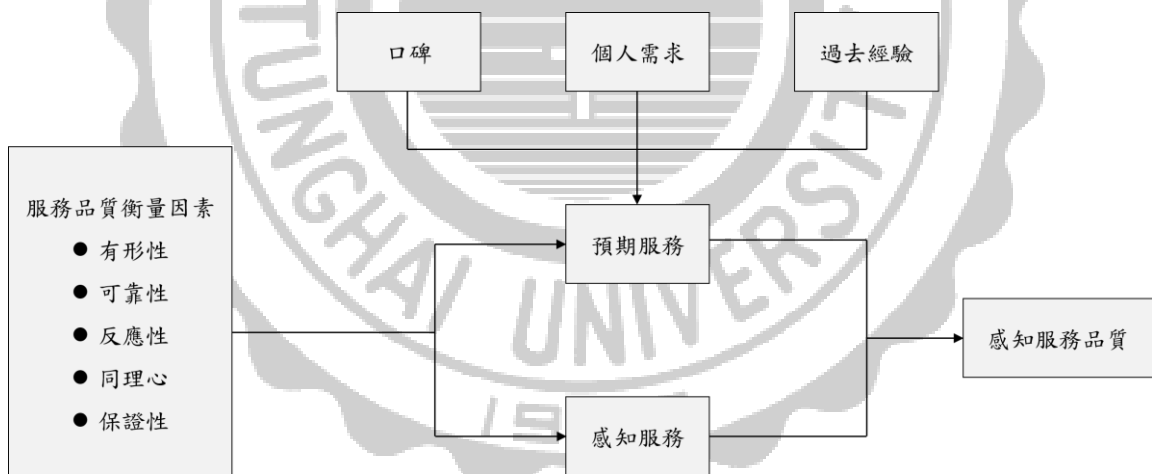 口碑
個人需求
過去經驗
服務品質衡量因素
● 有形性
● 可靠性
● 反應性
● 同理心
● 保證性
預期服務
感知服務
感知服務品質
TUNGHAI UNIVERSITY